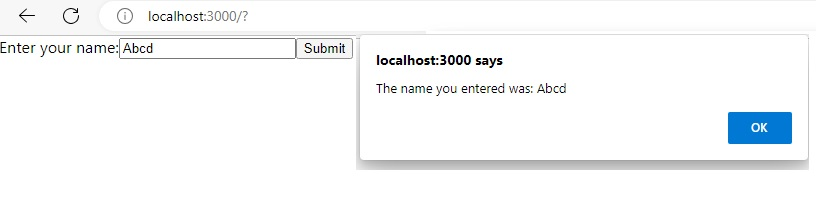 localhost:3000/?
Enter your name: Abcd Submit
localhost:3000 says
The name you entered was: Abcd
OK